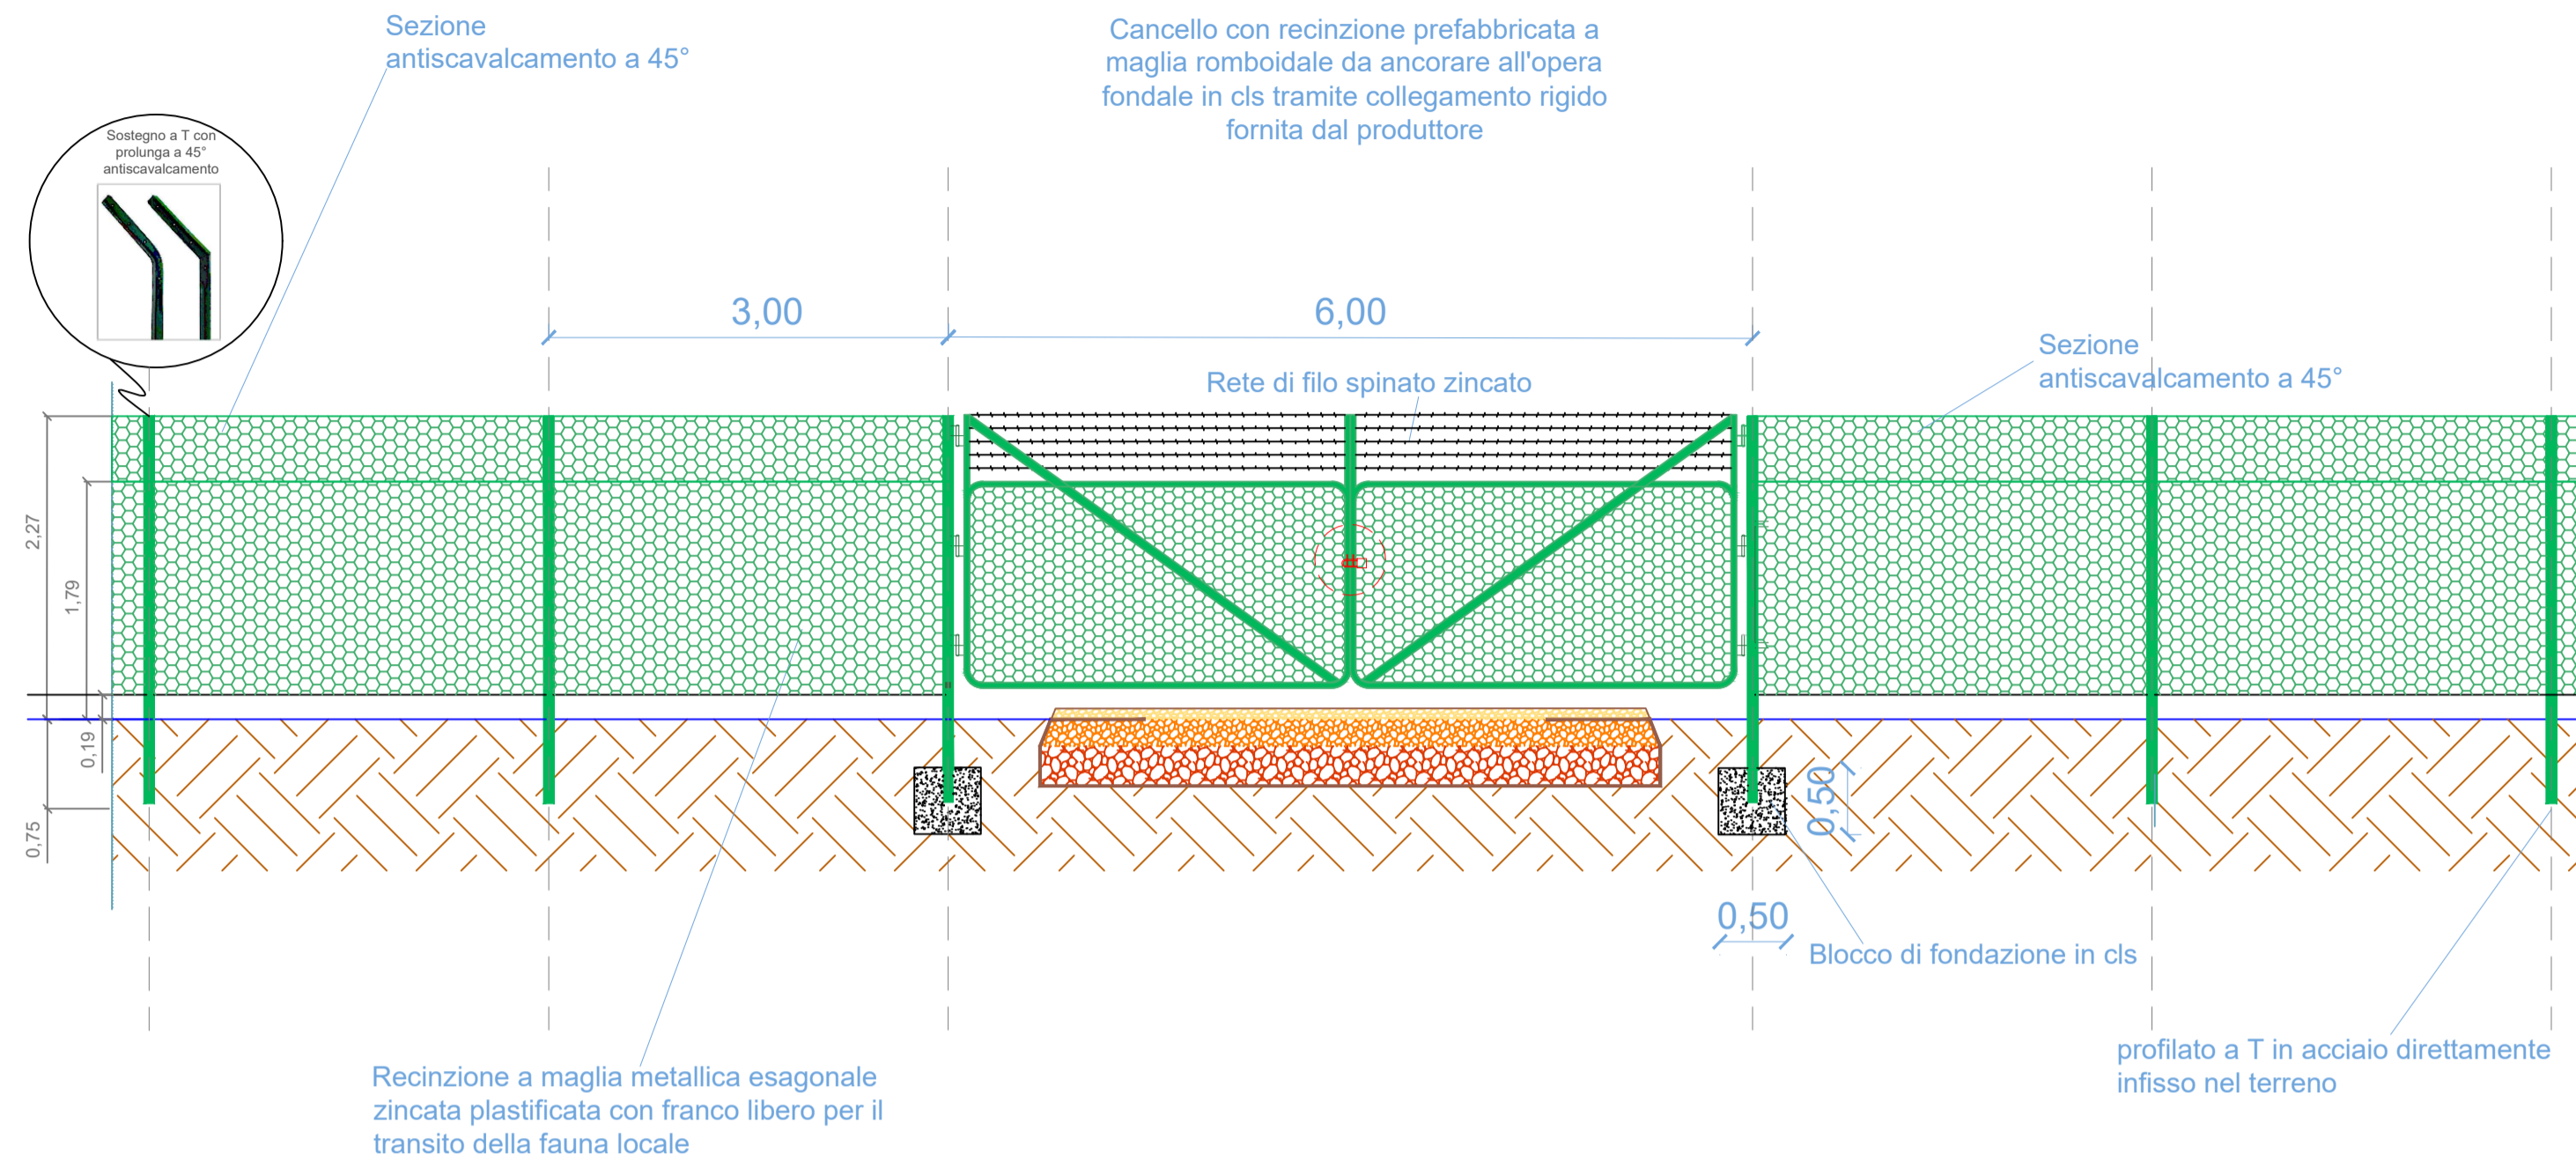 Sezione
antiscavalcamento a 45°
Cancello con recinzione prefabbricata a
maglia romboidale da ancorare all'opera
fondale in cls tramite collegamento rigido
fornita dal produttore
Sostegno a T con
prolunga a 45°
antiscavalcamento
3,00
6,00
Rete di filo spinato zincato
Sezione
antiscavalcamento a 45°
2,27
1,79
0,19
0,75
0,50
0,50
Blocco di fondazione in cls
profilato a T in acciaio direttamente
infisso nel terreno
Recinzione a maglia metallica esagonale
zincata plastificata con franco libero per il
transito della fauna locale